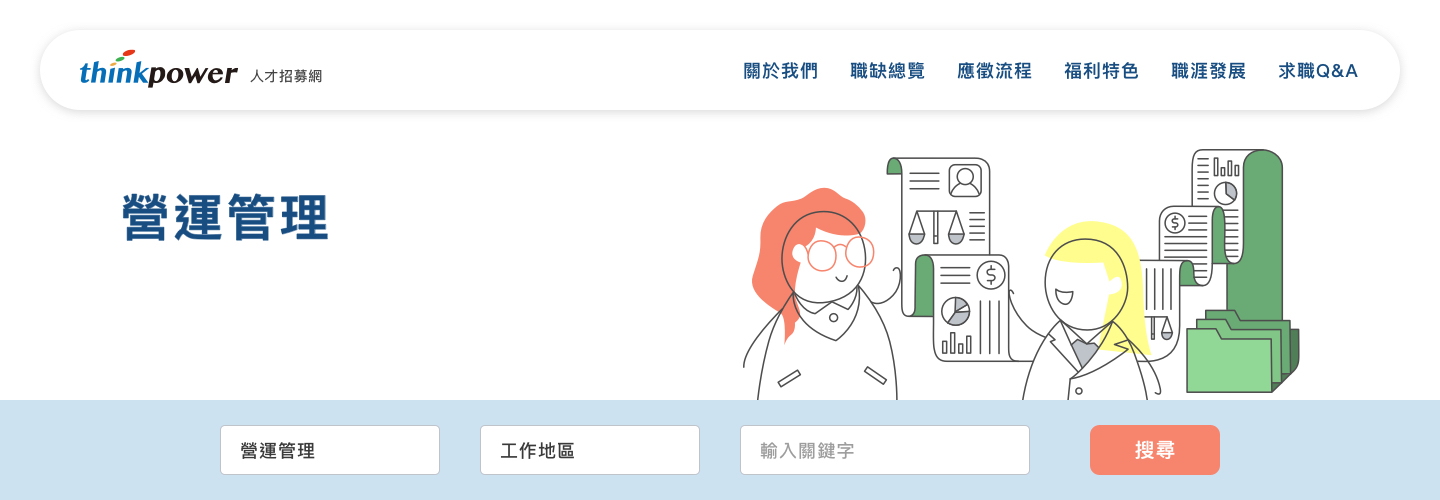 thinkpower 人才招募網
關於我們 職缺總覽 應徵流程 福利特色 職涯發展 求職Q&A
營運管理
$
$
$
營運管理 工作地區 輸入關鍵字 搜尋